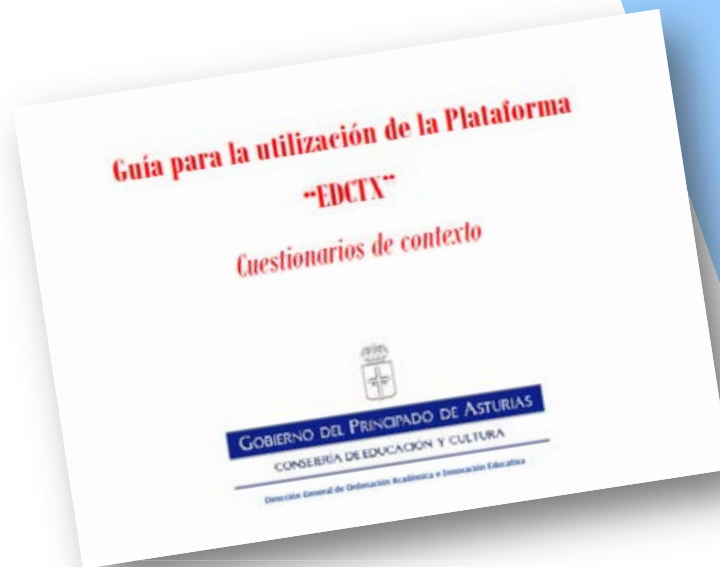 Guía para la utilización de la Plataforma
“EDCTX”
Cuestionarios de contexto
GOBIERNO DEL PRINCIPADO DE ASTURIAS
CONSEJERÍA DE EDUCACIÓN Y CULTURA
Dirección General de Ordenación Académica e Innovación Educativa